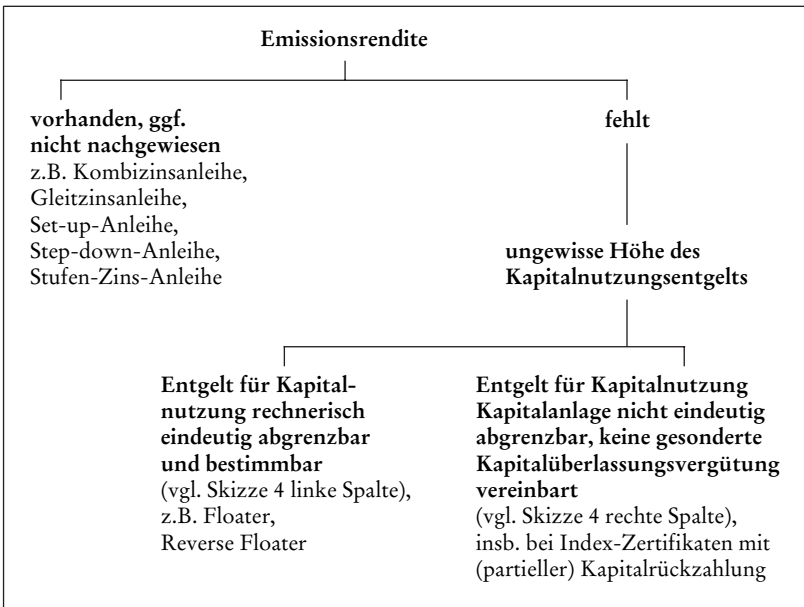 Emissionsrendite
vorhanden, ggf.
nicht nachgewiesen
z.B. Kombizinsanleihe,
Gleitzinsanleihe,
Set-up-Anleihe,
Step-down-Anleihe,
Stufen-Zins-Anleihe
fehlt
ungewisse Höhe des
Kapitalnutzungsentgelts
Entgelt für Kapital-
nutzung rechnerisch
eindeutig abgrenzbar
und bestimmbar
(vgl. Skizze 4 linke Spalte),
z.B. Floater,
Reverse Floater
Entgelt für Kapitalnutzung
Kapitalanlage nicht eindeutig
abgrenzbar, keine gesonderte
Kapitalüberlassungsvergütung
vereinbart
(vgl. Skizze 4 rechte Spalte),
insb. bei Index-Zertifikaten mit
(partieller) Kapitalrückzahlung